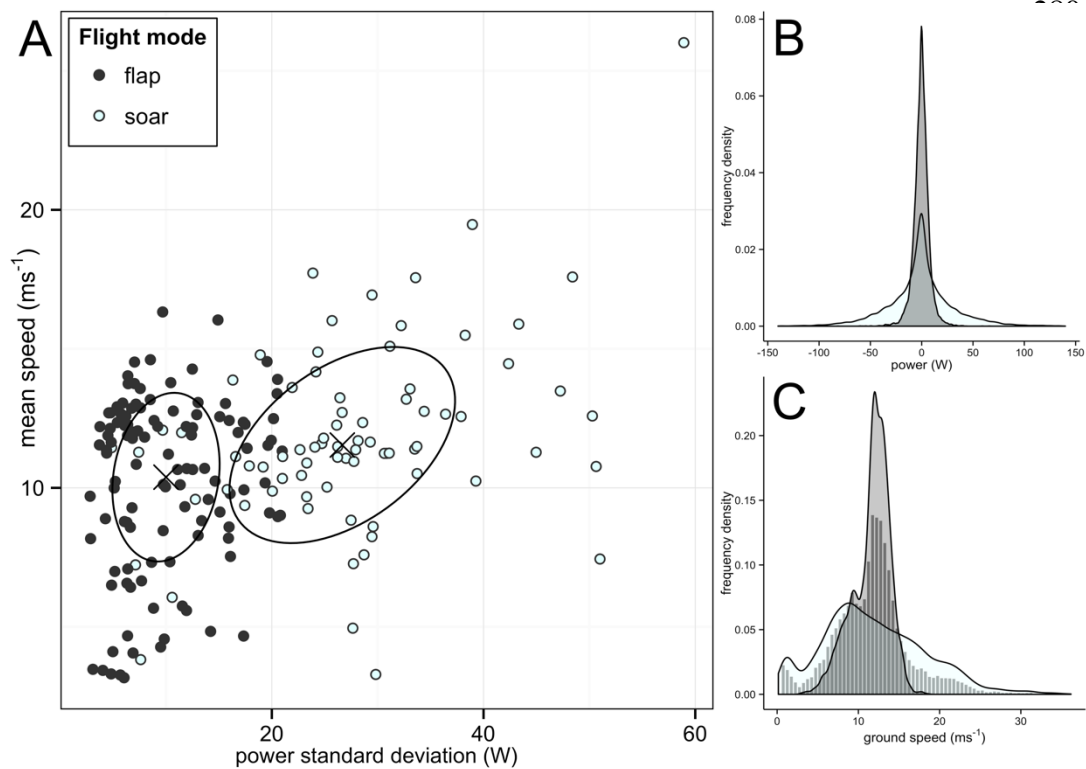 A
Flight mode
flap
soar
20
10
mean speed (ms-1)
20
40
60
power standard deviation (W)
B
0.08
0.06
0.04
0.02
0.00
frequency density
-150
-100
-50
0
50
100
150
power (W)
C
0.20
0.15
0.10
0.05
0.00
frequency density
0
10
20
30
ground speed (ms-1)